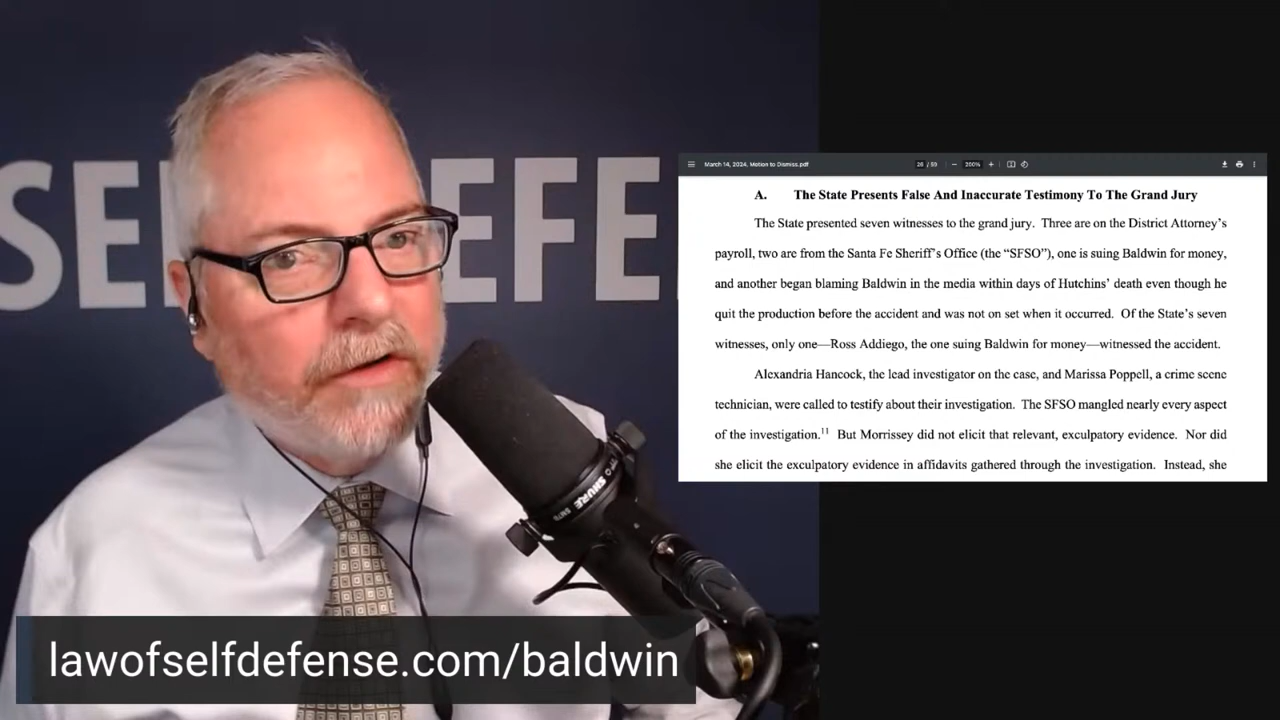 SELF DEFE
March 14, 2024, Motion to Dismiss.pdf
26 / 59
200%
A. The State Presents False And Inaccurate Testimony To The Grand Jury
The State presented seven witnesses to the grand jury. Three are on the District Attorney’s
payroll, two are from the Santa Fe Sheriff’s Office (the “SFSO”), one is suing Baldwin for money,
and another began blaming Baldwin in the media within days of Hutchins’ death even though he
quit the production before the accident and was not on set when it occurred. Of the State’s seven
witnesses, only one—Ross Addiego, the one suing Baldwin for money—witnessed the accident.
Alexandria Hancock, the lead investigator on the case, and Marissa Poppell, a crime scene
technician, were called to testify about their investigation. The SFSO mangled nearly every aspect
of the investigation.¹¹ But Morrissey did not elicit that relevant, exculpatory evidence. Nor did
she elicit the exculpatory evidence in affidavits gathered through the investigation. Instead, she
SHURE
lawofselfdefense.com/baldwin